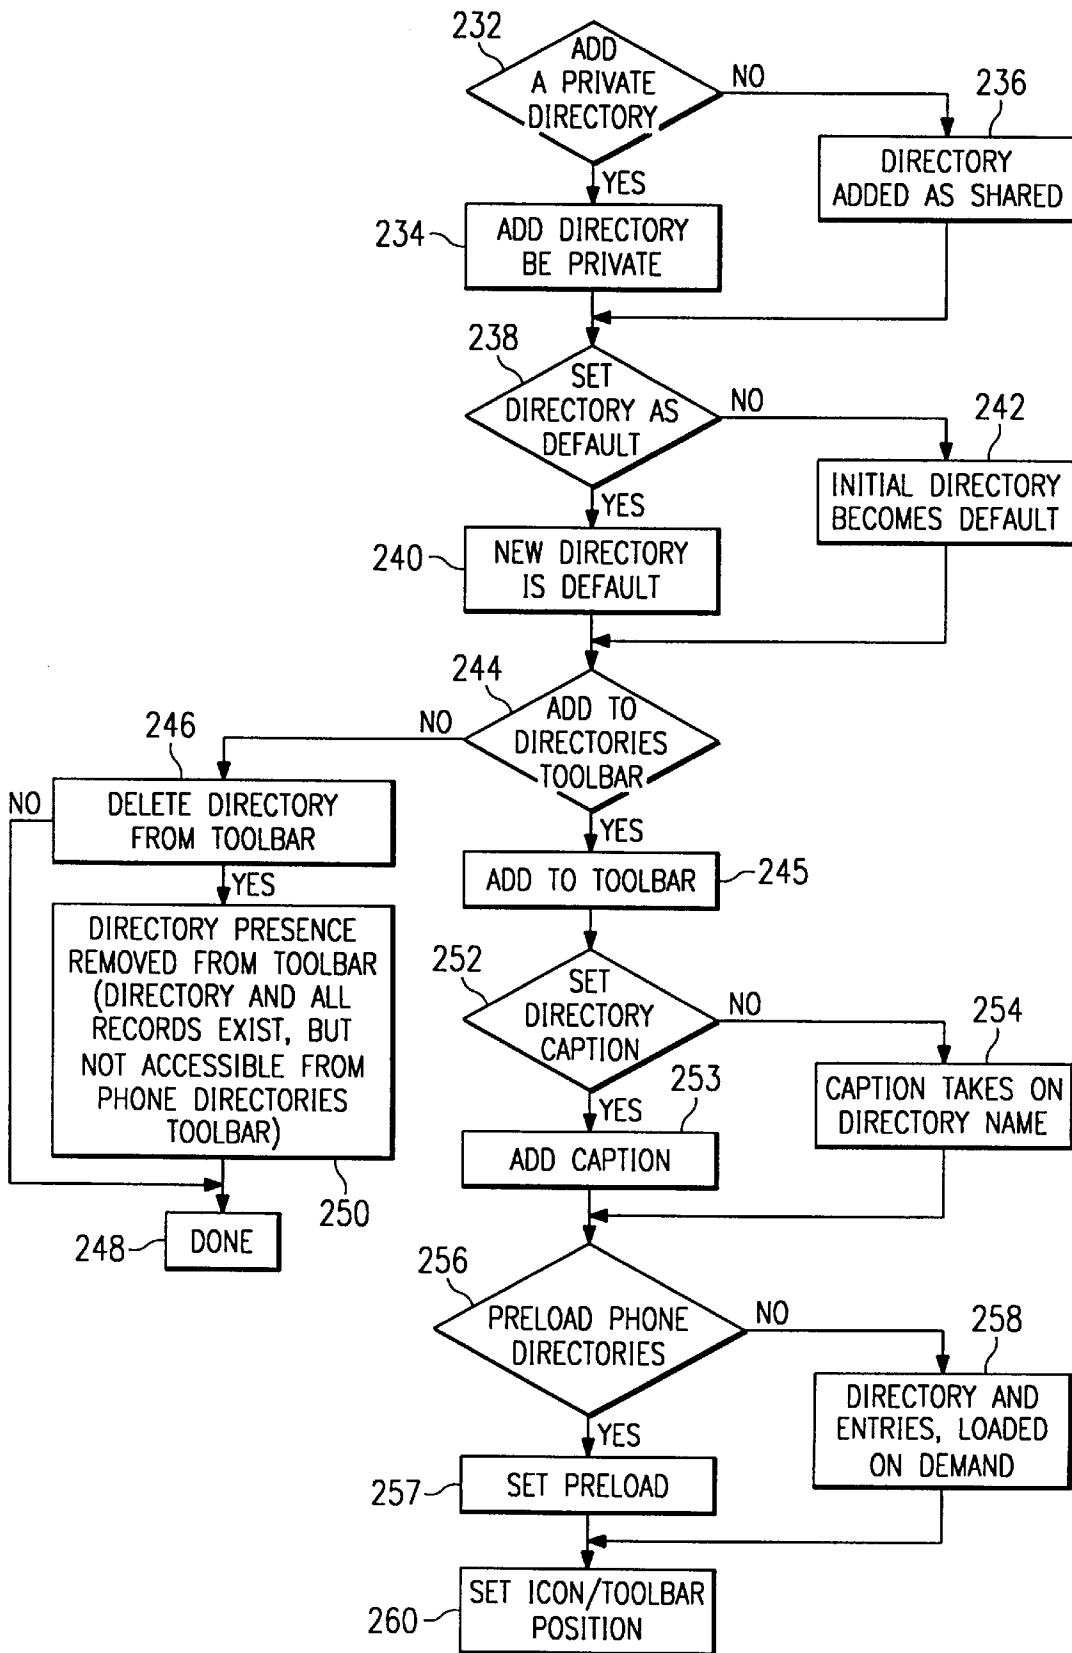 232
ADD
A PRIVATE
DIRECTORY
NO
236
DIRECTORY
ADDED AS SHARED
YES
234
ADD DIRECTORY
BE PRIVATE
238
SET
DIRECTORY AS
DEFAULT
NO
242
INITIAL DIRECTORY
BECOMES DEFAULT
YES
240
NEW DIRECTORY
IS DEFAULT
244
ADD TO
DIRECTORIES
TOOLBAR
NO
246
DELETE DIRECTORY
FROM TOOLBAR
NO
YES
YES
ADD TO TOOLBAR
245
DIRECTORY PRESENCE
REMOVED FROM TOOLBAR
(DIRECTORY AND ALL
RECORDS EXIST, BUT
NOT ACCESSIBLE FROM
PHONE DIRECTORIES
TOOLBAR)
250
248
DONE
252
SET
DIRECTORY
CAPTION
NO
254
CAPTION TAKES ON
DIRECTORY NAME
YES
253
ADD CAPTION
256
PRELOAD PHONE
DIRECTORIES
NO
258
DIRECTORY AND
ENTRIES, LOADED
ON DEMAND
YES
257
SET PRELOAD
260
SET ICON/TOOLBAR
POSITION